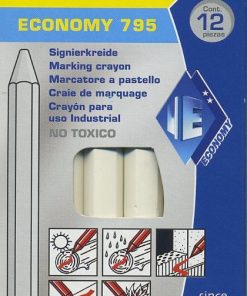 ECONOMY 795
Cont.
12
piezas
Signierkreide
Marking crayon
Marcatore a pastello
Craie de marquage
Crayón para
uso Industrial
NO TOXICO
ECONOMY
since